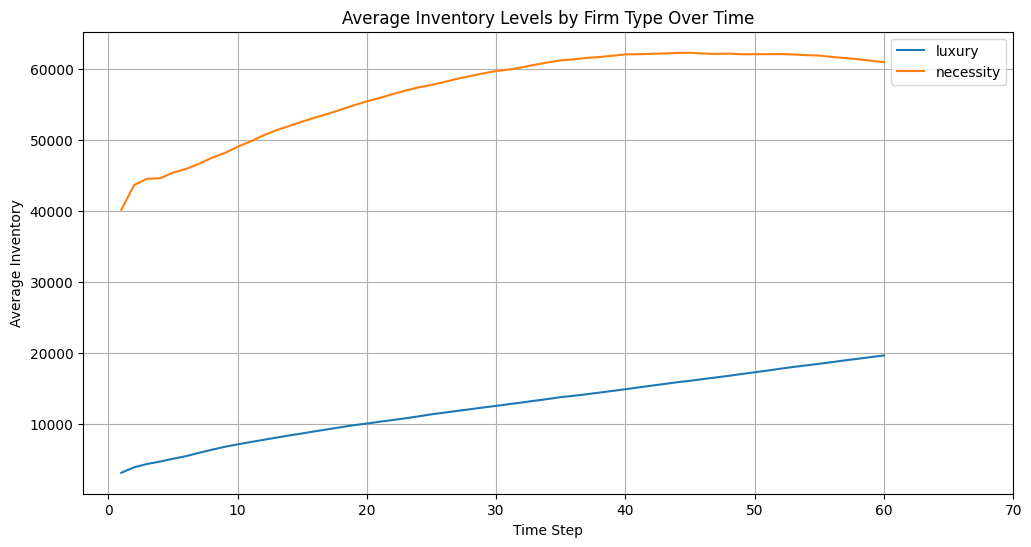 Average Inventory Levels by Firm Type Over Time
luxury
necessity
Average Inventory
60000
50000
40000
30000
20000
10000
0 10 20 30 40 50 60 70
Time Step